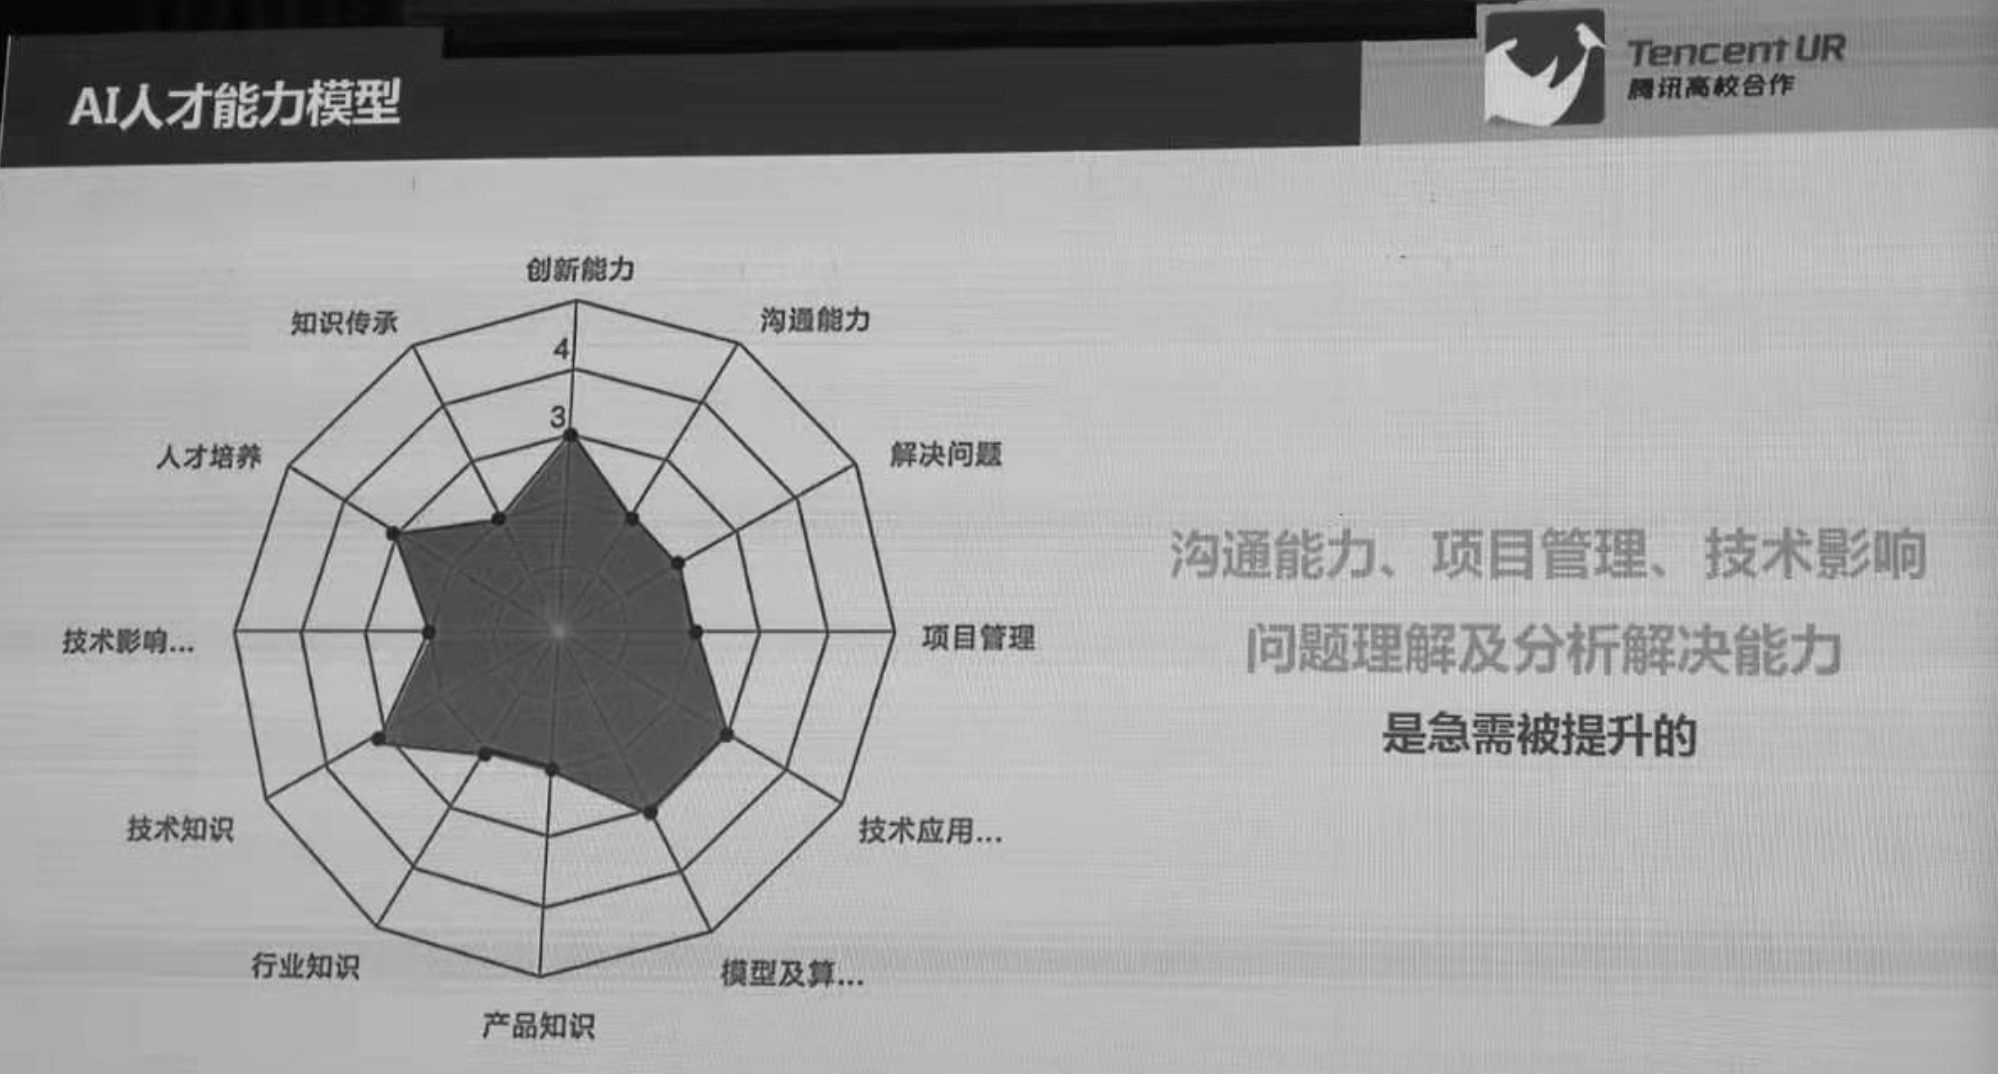 AI人才能力模型
Tencent UR
腾讯高校合作
创新能力
知识传承
沟通能力
4
3
人才培养
解决问题
技术影响...
项目管理
技术知识
技术应用...
行业知识
模型及算...
产品知识
沟通能力、项目管理、技术影响
问题理解及分析解决能力
是急需被提升的